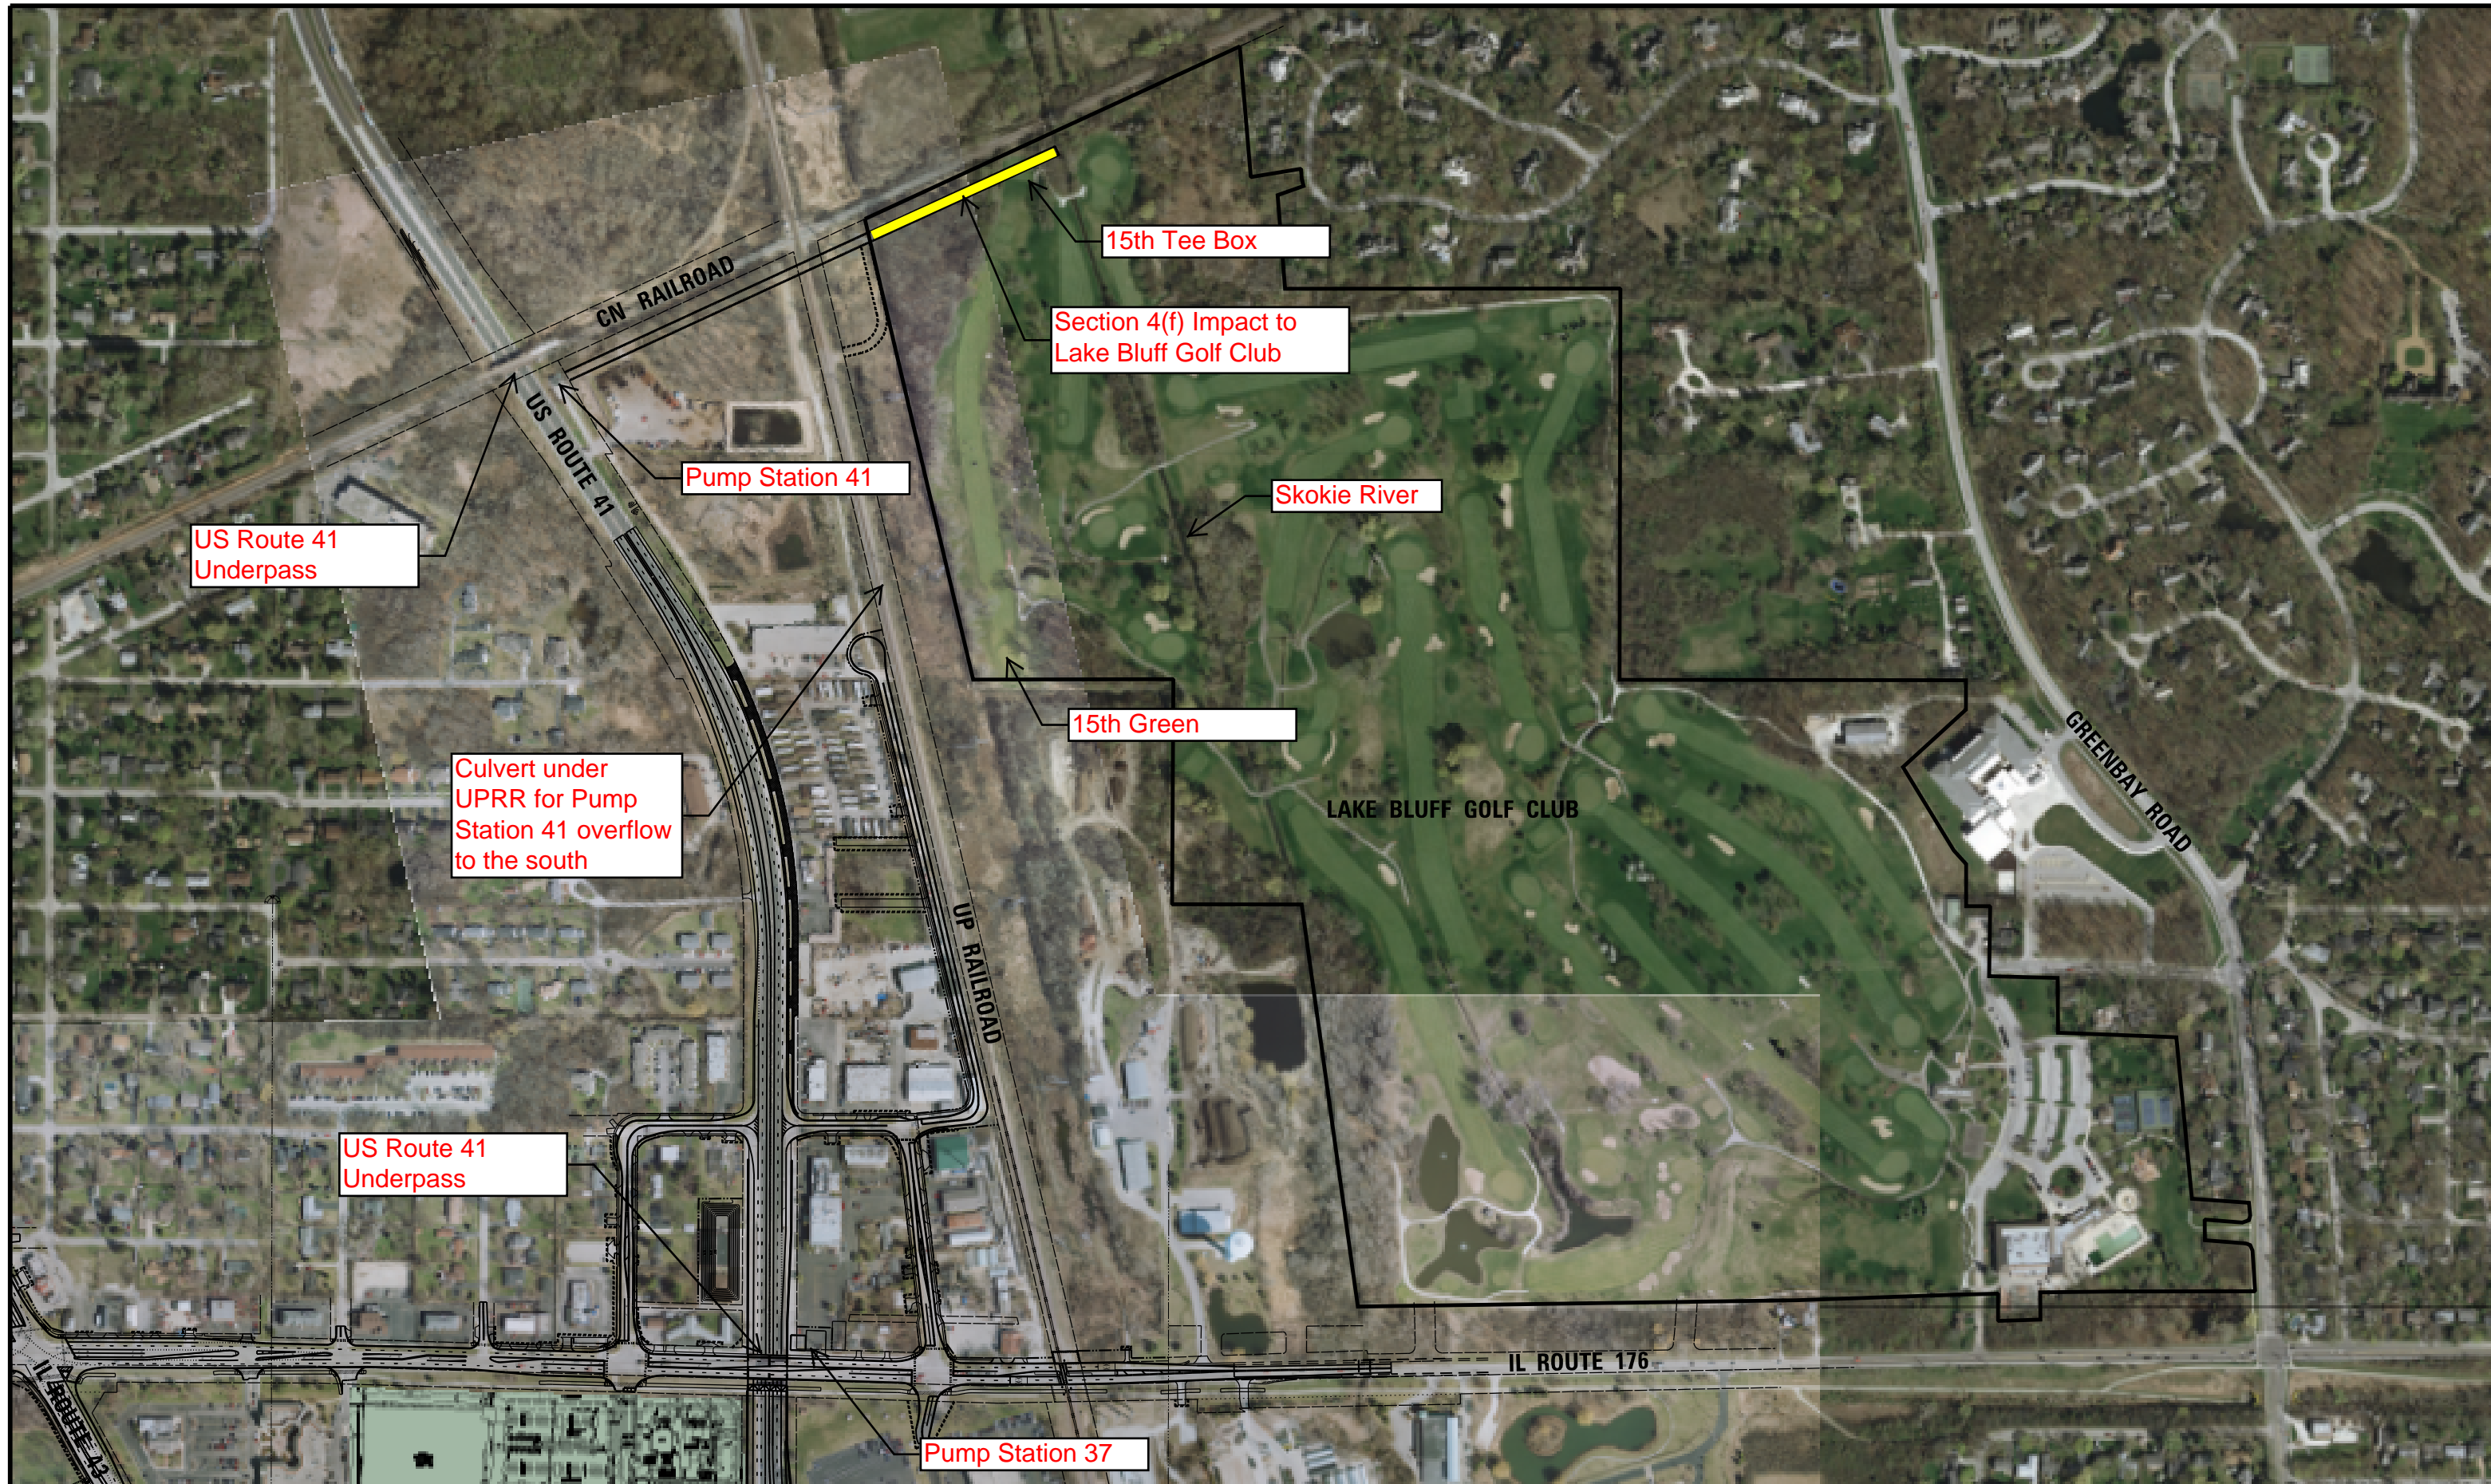 15th Tee Box
CN RAILROAD
Section 4(f) Impact to
Lake Bluff Golf Club
US ROUTE 41
Pump Station 41
Skokie River
US Route 41
Underpass
15th Green
Culvert under
UPRR for Pump
Station 41 overflow
to the south
LAKE BLUFF GOLF CLUB
GREENBAY ROAD
UP RAILROAD
US Route 41
Underpass
IL ROUTE 176
IL ROUTE 43
Pump Station 37